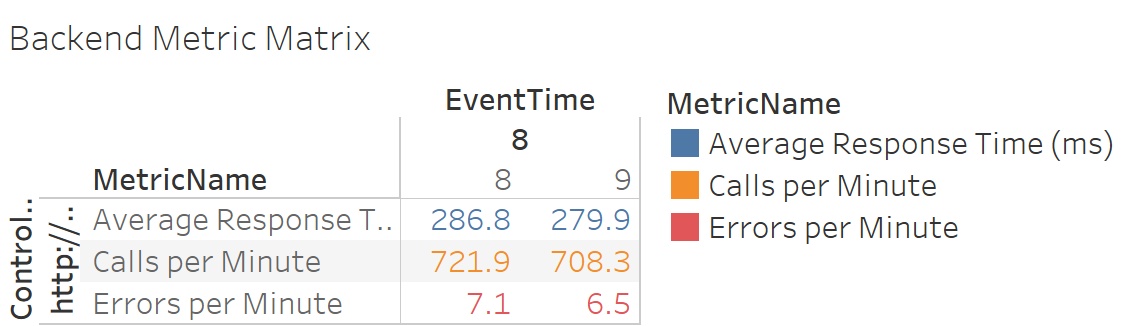 Backend Metric Matrix
EventTime
8
MetricName 8 9
Control..
http://..
Average Response T.. 286.8 279.9
Calls per Minute 721.9 708.3
Errors per Minute 7.1 6.5
MetricName
Average Response Time (ms)
Calls per Minute
Errors per Minute